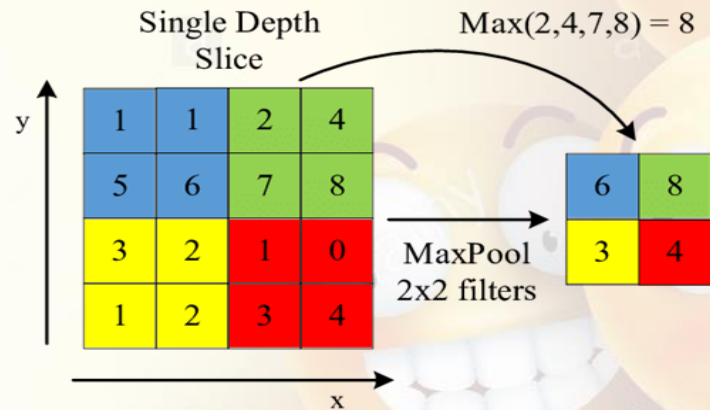 Single Depth
Slice
Max(2,4,7,8) = 8
y
1 1 2 4
5 6 7 8
3 2 1 0
1 2 3 4
x
MaxPool
2x2 filters
6 8
3 4